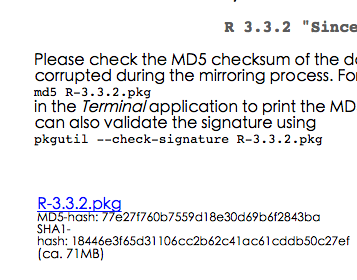 R 3.3.2 "Since
Please check the MD5 checksum of the do
corrupted during the mirroring process. Fo
md5 R-3.3.2.pkg
in the Terminal application to print the MD
can also validate the signature using
pkgutil --check-signature R-3.3.2.pkg
R-3.3.2.pkg
MD5-hash: 77e27f760b7559d18e30d69b6f2843ba
SHA1-
hash: 18446e3f65d31106cc2b62c41ac61cddb50c27ef
(ca. 71MB)